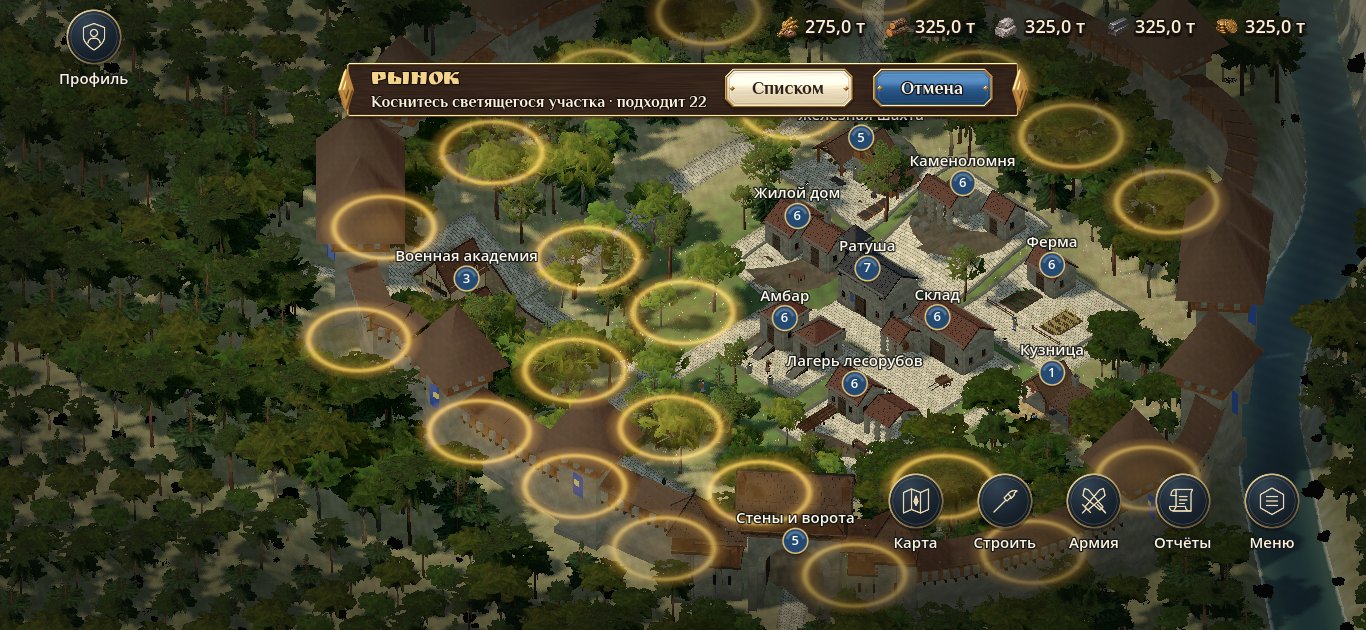 275,0 т
325,0 т
325,0 т
325,0 т
325,0 т
Профиль
РЫНОК
Коснитесь светящегося участка · подходит 22
Списком
Отмена
Железная шахта
5
Каменоломня
6
Жилой дом
6
Ратуша
7
Ферма
6
Военная академия
3
Амбар
6
Склад
6
Лагерь лесорубов
6
Кузница
1
Стены и ворота
5
Карта
Строить
Армия
Отчёты
Меню